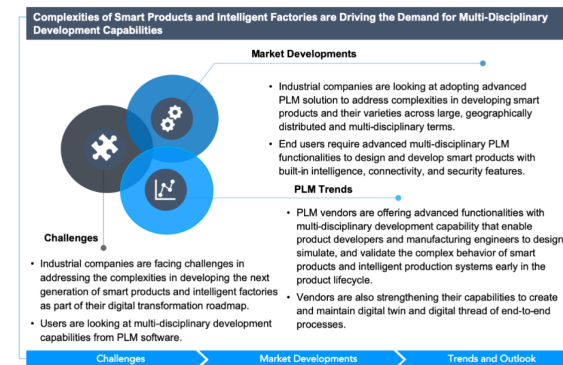 Complexities of Smart Products and Intelligent Factories are Driving the Demand for Multi-Disciplinary
Development Capabilities
Market Developments
• Industrial companies are looking at adopting advanced
PLM solution to address complexities in developing smart
products and their varieties across large, geographically
distributed and multi-disciplinary terms.
• End users require advanced multi-disciplinary PLM
functionalities to design and develop smart products with
built-in intelligence, connectivity, and security features.
PLM Trends
• PLM vendors are offering advanced functionalities with
multi-disciplinary development capability that enable
product developers and manufacturing engineers to design
simulate, and validate the complex behavior of smart
products and intelligent production systems early in the
product lifecycle.
• Vendors are also strengthening their capabilities to create
and maintain digital twin and digital thread of end-to-end
processes.
Challenges
• Industrial companies are facing challenges in
addressing the complexities in developing the next
generation of smart products and intelligent factories
as part of their digital transformation roadmap.
• Users are looking at multi-disciplinary development
capabilities from PLM software.
Challenges
Market Developments
Trends and Outlook